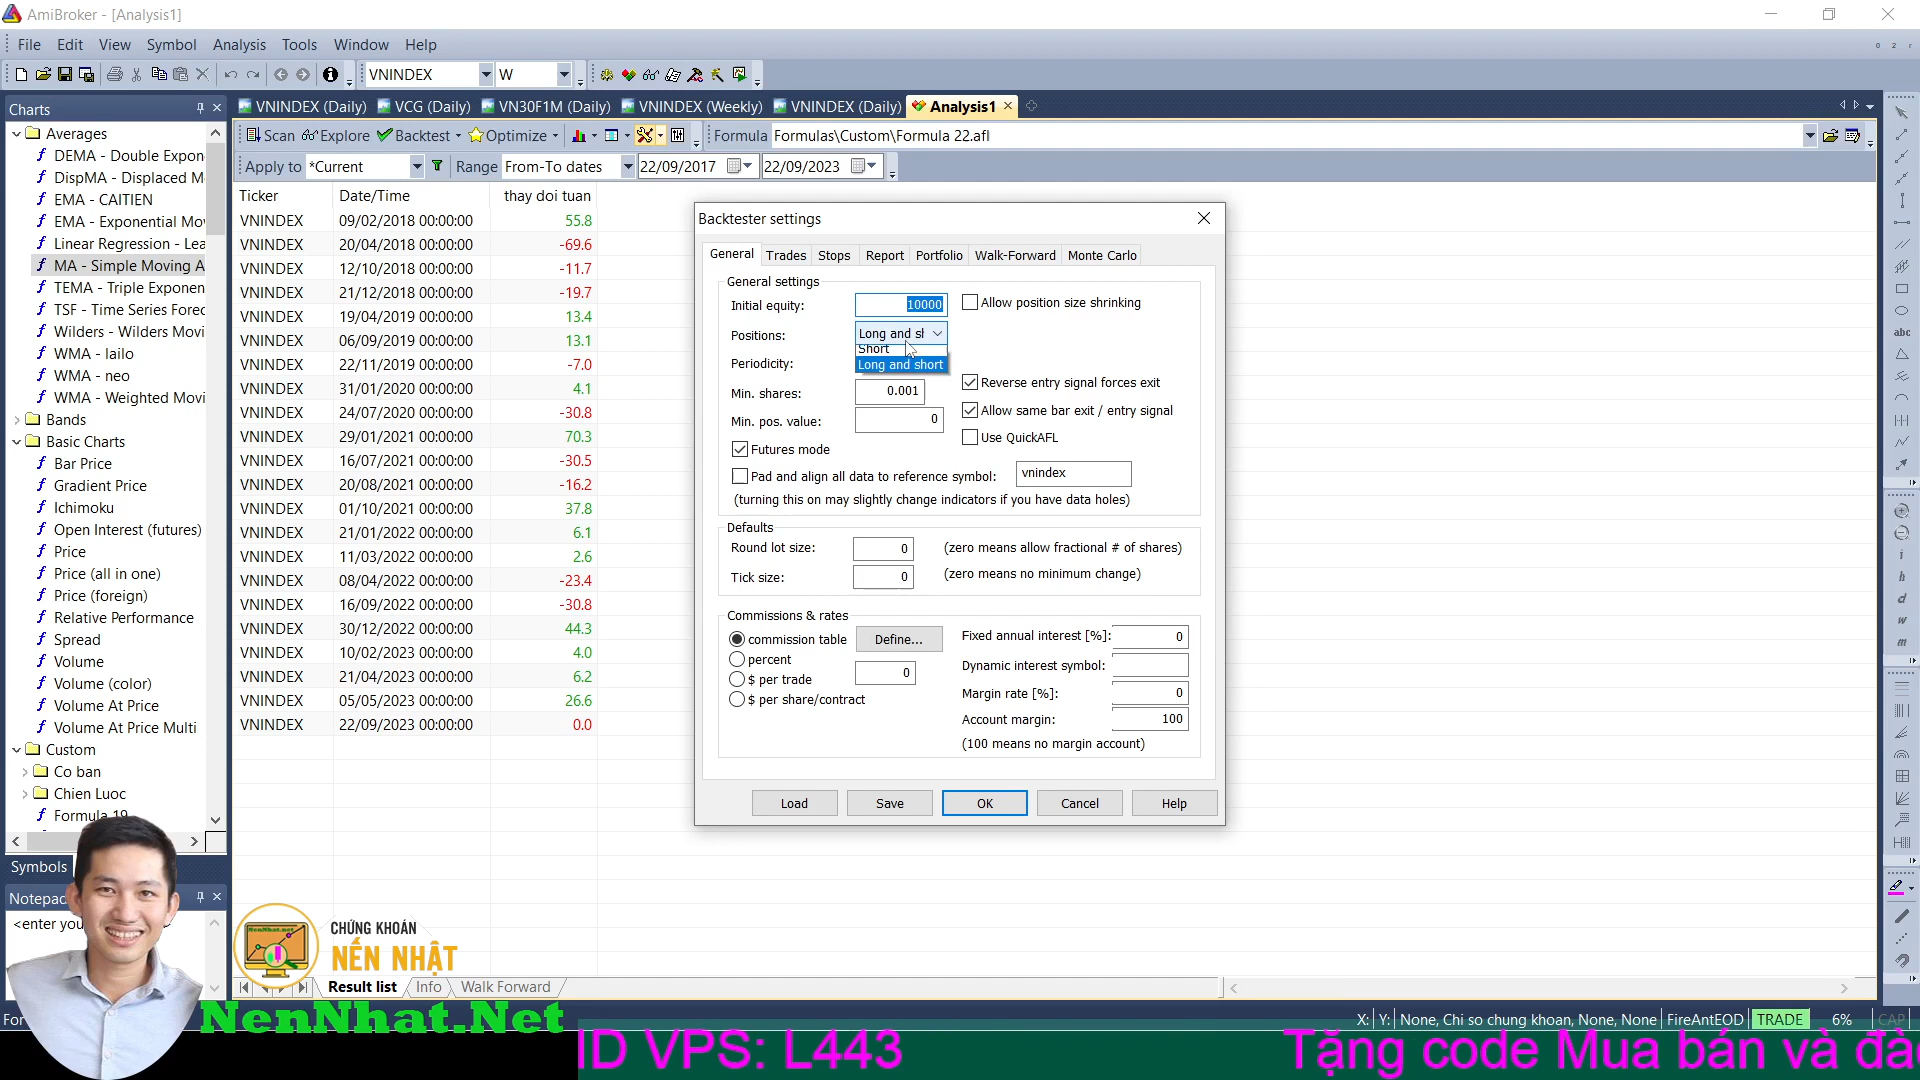 AmiBroker - [Analysis1]
File Edit View Symbol Analysis Tools Window Help
VNINDEX W
Charts
VNINDEX (Daily) VCG (Daily) VN30F1M (Daily) VNINDEX (Weekly) VNINDEX (Daily) Analysis1
Scan Explore Backtest Optimize Formula Formulas\Custom\Formula 22.afl
Apply to *Current Range From-To dates 22/09/2017 22/09/2023
Averages
DEMA - Double Expon
DispMA - Displaced M
EMA - CAITIEN
EMA - Exponential Mo
Linear Regression - Lea
MA - Simple Moving A
TEMA - Triple Exponen
TSF - Time Series Forec
Wilders - Wilders Movi
WMA - lailo
WMA - neo
WMA - Weighted Movi
Bands
Basic Charts
Bar Price
Gradient Price
Ichimoku
Open Interest (futures)
Price
Price (all in one)
Price (foreign)
Relative Performance
Spread
Volume
Volume (color)
Volume At Price
Volume At Price Multi
Custom
Co ban
Chien Luoc
Formula 19
Symbols
Notepad
<enter you
Ticker Date/Time thay doi tuan
VNINDEX 09/02/2018 00:00:00 55.8
VNINDEX 20/04/2018 00:00:00 -69.6
VNINDEX 12/10/2018 00:00:00 -11.7
VNINDEX 21/12/2018 00:00:00 -19.7
VNINDEX 19/04/2019 00:00:00 13.4
VNINDEX 06/09/2019 00:00:00 13.1
VNINDEX 22/11/2019 00:00:00 -7.0
VNINDEX 31/01/2020 00:00:00 4.1
VNINDEX 24/07/2020 00:00:00 -30.8
VNINDEX 29/01/2021 00:00:00 70.3
VNINDEX 16/07/2021 00:00:00 -30.5
VNINDEX 20/08/2021 00:00:00 -16.2
VNINDEX 01/10/2021 00:00:00 37.8
VNINDEX 21/01/2022 00:00:00 6.1
VNINDEX 11/03/2022 00:00:00 2.6
VNINDEX 08/04/2022 00:00:00 -23.4
VNINDEX 16/09/2022 00:00:00 -30.8
VNINDEX 30/12/2022 00:00:00 44.3
VNINDEX 10/02/2023 00:00:00 4.0
VNINDEX 21/04/2023 00:00:00 6.2
VNINDEX 05/05/2023 00:00:00 26.6
VNINDEX 22/09/2023 00:00:00 0.0
Backtester settings
General Trades Stops Report Portfolio Walk-Forward Monte Carlo
General settings
Initial equity: 10000 Allow position size shrinking
Positions: Long and sl
Short
Periodicity: Long and short
Reverse entry signal forces exit
Min. shares: 0.001
Allow same bar exit / entry signal
Min. pos. value: 0
Use QuickAFL
Futures mode
Pad and align all data to reference symbol: vnindex
(turning this on may slightly change indicators if you have data holes)
Defaults
Round lot size: 0 (zero means allow fractional # of shares)
Tick size: 0 (zero means no minimum change)
Commissions & rates
commission table Define... Fixed annual interest [%]: 0
percent 0 Dynamic interest symbol:
$ per trade Margin rate [%]: 0
$ per share/contract Account margin: 100
(100 means no margin account)
Load Save OK Cancel Help
NenNhat.net
CHỨNG KHOÁN
NẾN NHẬT
Result list Info Walk Forward
For
NenNhat.Net
X: Y: None, Chi so chung khoan, None, None FireAntEOD TRADE 6% CAP
ID VPS: L443 Tặng code Mua bán và đà